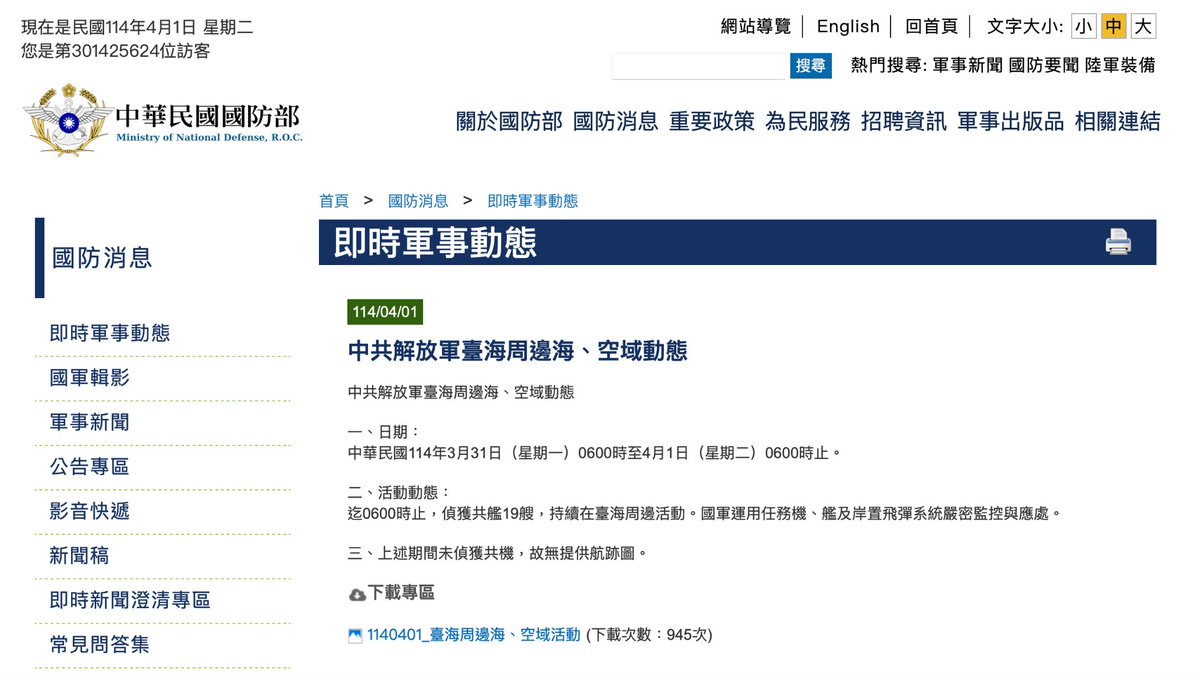 現在是民國114年4月1日 星期二
您是第301425624位訪客
網站導覽 | English | 回首頁 | 文字大小: 小 中 大
搜尋 熱門搜尋: 軍事新聞 國防要聞 陸軍裝備
中華民國國防部
Ministry of National Defense, R.O.C.
關於國防部 國防消息 重要政策 為民服務 招聘資訊 軍事出版品 相關連結
國防消息
即時軍事動態
國軍輯影
軍事新聞
公告專區
影音快遞
新聞稿
即時新聞澄清專區
常見問答集
首頁 > 國防消息 > 即時軍事動態
即時軍事動態
114/04/01
中共解放軍臺海周邊海、空域動態
中共解放軍臺海周邊海、空域動態
一、日期：
中華民國114年3月31日（星期一）0600時至4月1日（星期二）0600時止。
二、活動動態：
迄0600時止，偵獲共艦19艘，持續在臺海周邊活動。國軍運用任務機、艦及岸置飛彈系統嚴密監控與應處。
三、上述期間未偵獲共機，故無提供航跡圖。
下載專區
1140401_臺海周邊海、空域活動 (下載次數：945次)